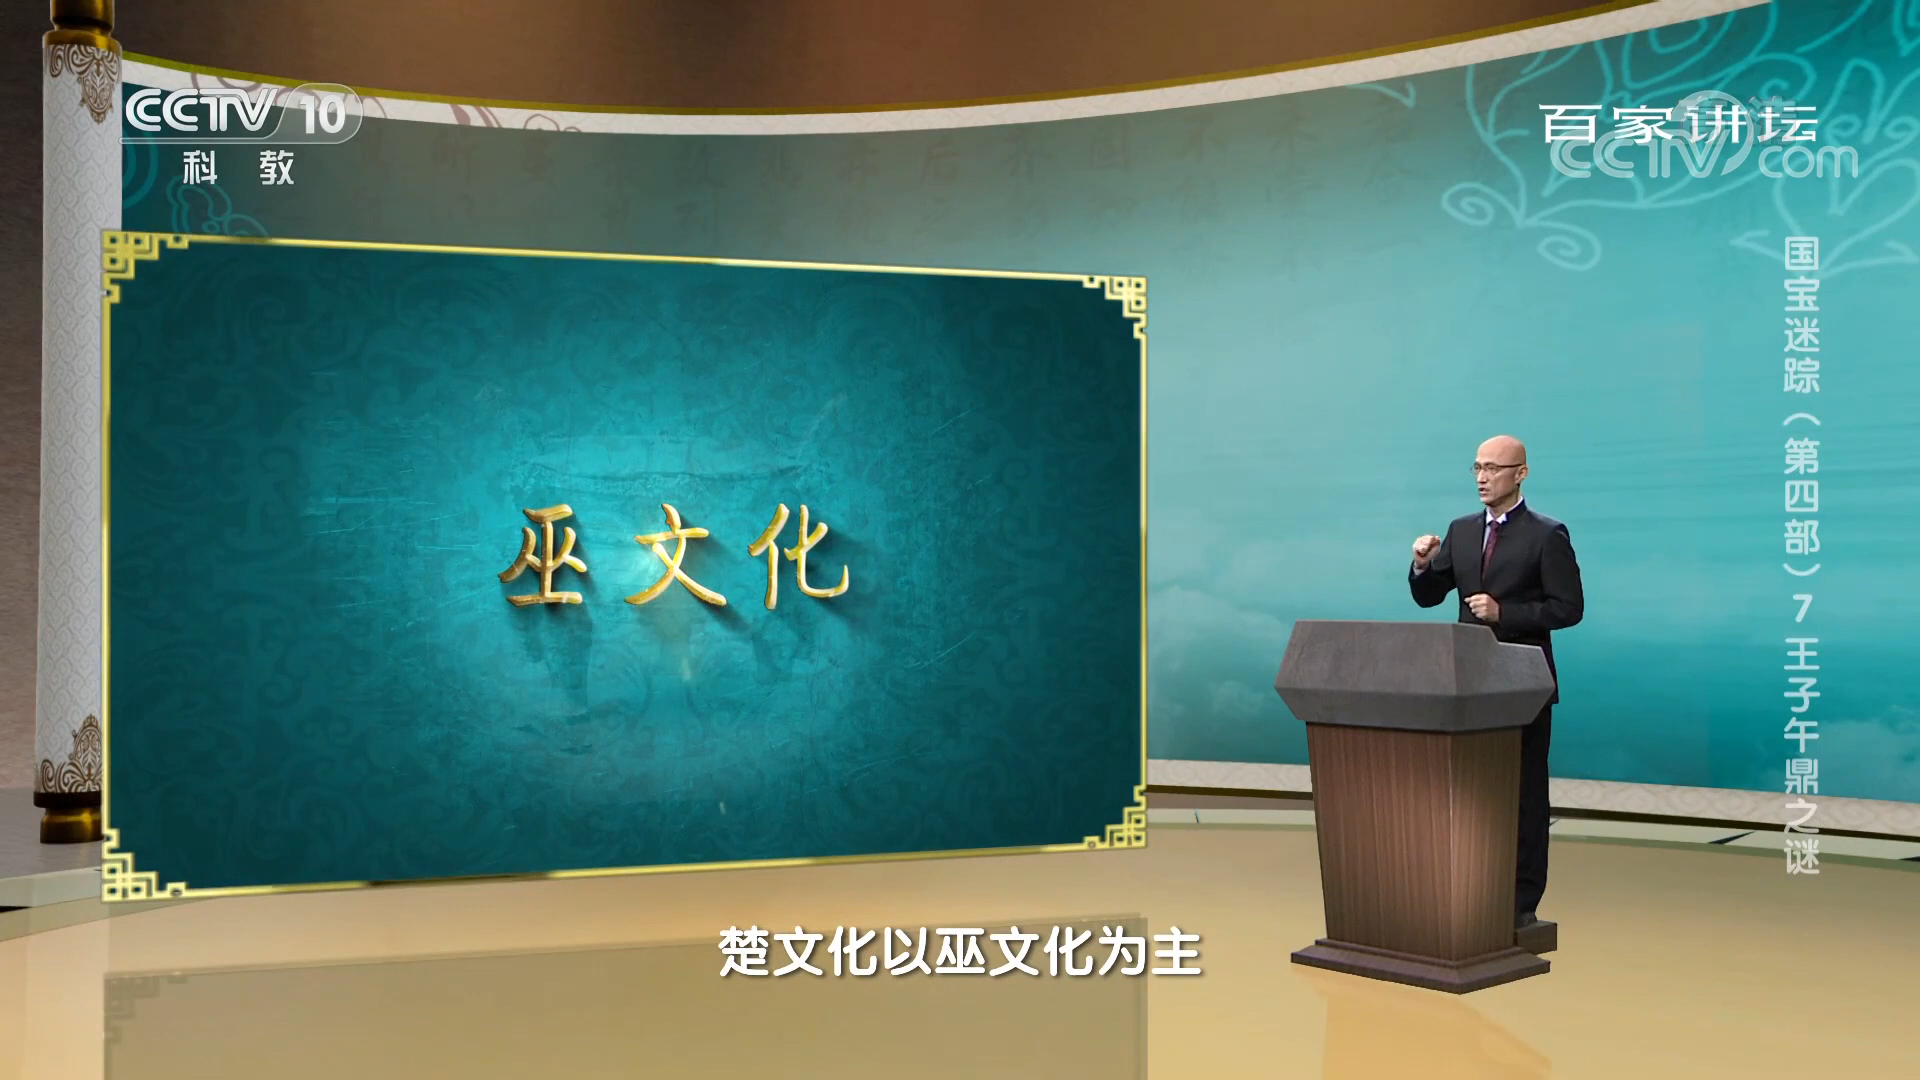 CCTV 10
科 教
百家讲坛
CCTV com
国宝迷踪（第四部）7 王子午鼎之谜
巫文化
楚文化以巫文化为主